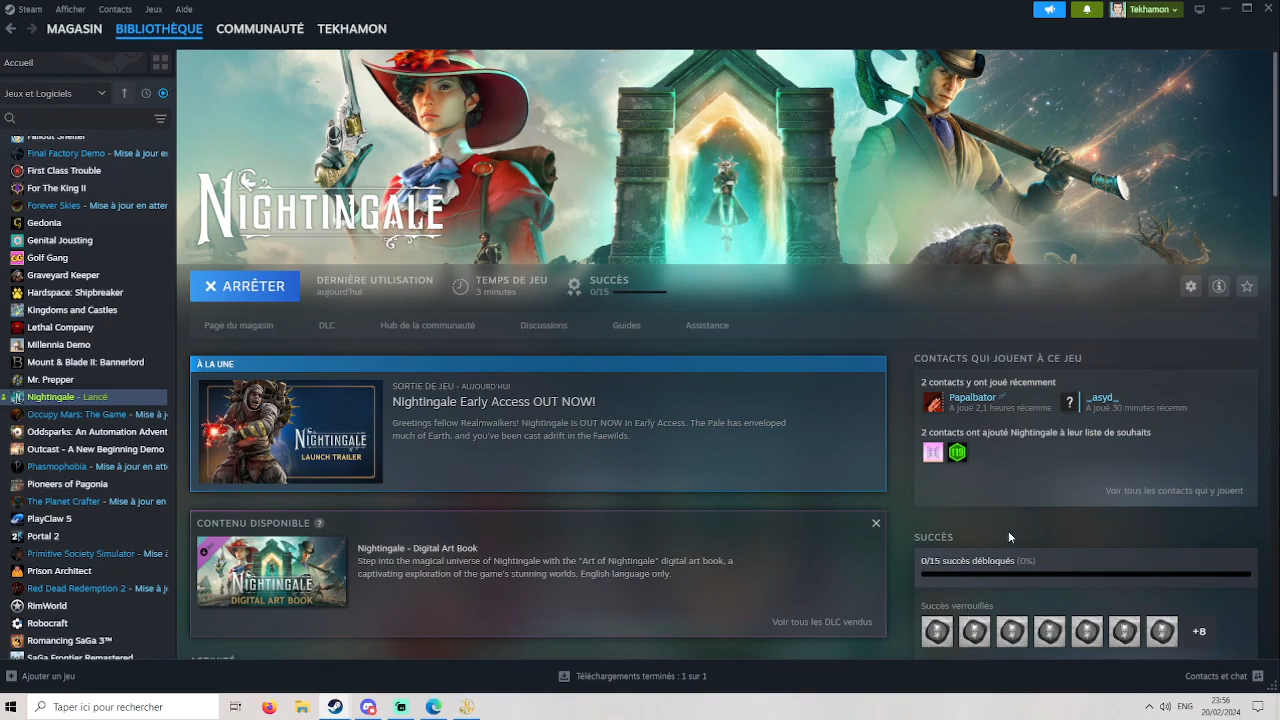 Steam Afficher Contacts Jeux Aide
Tekhamon
MAGASIN BIBLIOTHÈQUE COMMUNAUTÉ TEKHAMON
Accueil
Jeux et Logiciels
Final Factory Demo - Mise à jour en
First Class Trouble
For The King II
Forever Skies - Mise à jour en atter
Gedonia
Genital Jousting
Golf Gang
Graveyard Keeper
Hardspace: Shipbreaker
Kingdoms and Castles
Lethal Company
Millennia Demo
Mount & Blade II: Bannerlord
Mr. Prepper
Nightingale - Lancé
Occupy Mars: The Game - Mise à j
Oddsparks: An Automation Advent
Outcast - A New Beginning Demo
Phasmophobia - Mise à jour en atte
Pioneers of Pagonia
The Planet Crafter - Mise à jour en
PlayClaw 5
Portal 2
Primitive Society Simulator - Mise à
Prison Architect
Red Dead Redemption 2 - Mise à jo
RimWorld
Robocraft
Romancing SaGa 3™
SaGa Frontier Remastered
Ajouter un jeu
NIGHTINGALE
ARRÊTER
DERNIÈRE UTILISATION
aujourd'hui
TEMPS DE JEU
3 minutes
SUCCÈS
0/15
Page du magasin DLC Hub de la communauté Discussions Guides Assistance
À LA UNE
SORTIE DE JEU - AUJOURD'HUI
Nightingale Early Access OUT NOW!
Greetings fellow Realmwalkers! Nightingale is OUT NOW in Early Access. The Pale has enveloped
much of Earth, and you've been cast adrift in the Faewilds.
NIGHTINGALE
LAUNCH TRAILER
CONTENU DISPONIBLE ?
Nightingale - Digital Art Book
Step into the magical universe of Nightingale with the "Art of Nightingale" digital art book, a
captivating exploration of the game's stunning worlds. English language only.
NIGHTINGALE
DIGITAL ART BOOK
Voir tous les DLC vendus
CONTACTS QUI JOUENT À CE JEU
2 contacts y ont joué récemment
Papalbator
A joué 2,1 heures récemme
?
_asyd_
A joué 30 minutes récemm
2 contacts ont ajouté Nightingale à leur liste de souhaits
119
Voir tous les contacts qui y jouent
SUCCÈS
0/15 succès débloqués (0%)
Succès verrouillés
+8
Téléchargements terminés : 1 sur 1
Contacts et chat
Taper ici pour rechercher
ENG
23:56
20/02/2024